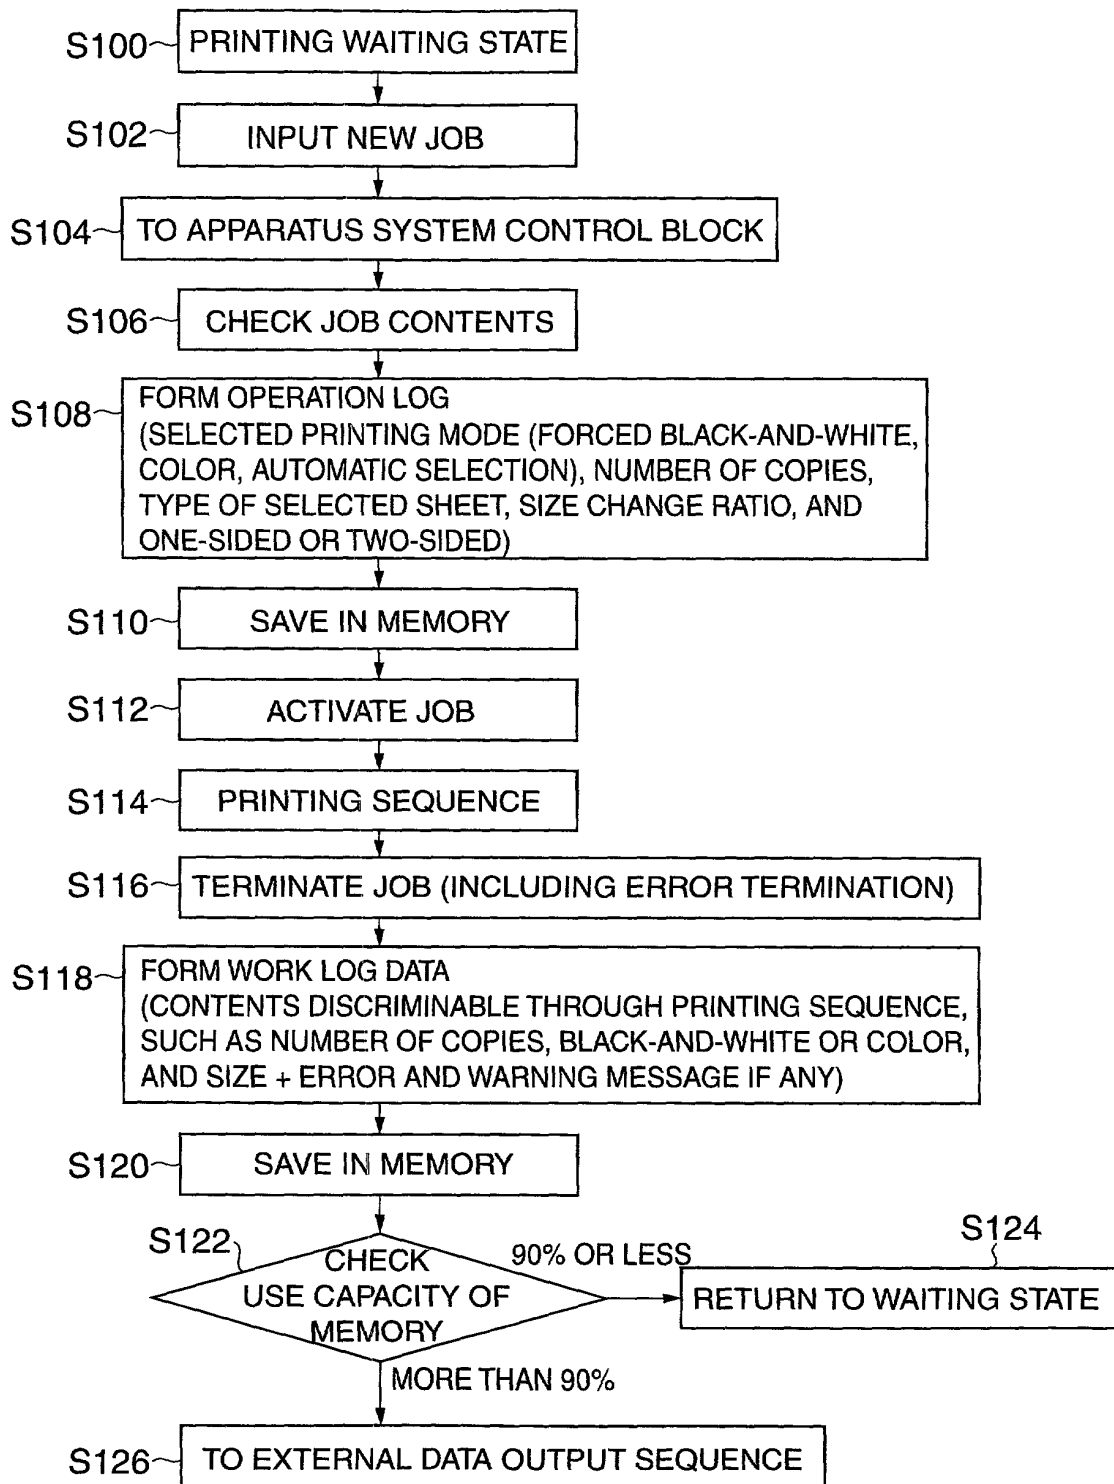 S100 PRINTING WAITING STATE
S102 INPUT NEW JOB
S104 TO APPARATUS SYSTEM CONTROL BLOCK
S106 CHECK JOB CONTENTS
S108 FORM OPERATION LOG
(SELECTED PRINTING MODE (FORCED BLACK-AND-WHITE,
COLOR, AUTOMATIC SELECTION), NUMBER OF COPIES,
TYPE OF SELECTED SHEET, SIZE CHANGE RATIO, AND
ONE-SIDED OR TWO-SIDED)
S110 SAVE IN MEMORY
S112 ACTIVATE JOB
S114 PRINTING SEQUENCE
S116 TERMINATE JOB (INCLUDING ERROR TERMINATION)
S118 FORM WORK LOG DATA
(CONTENTS DISCRIMINABLE THROUGH PRINTING SEQUENCE,
SUCH AS NUMBER OF COPIES, BLACK-AND-WHITE OR COLOR,
AND SIZE + ERROR AND WARNING MESSAGE IF ANY)
S120 SAVE IN MEMORY
S122 CHECK
USE CAPACITY OF
MEMORY
90% OR LESS
S124
RETURN TO WAITING STATE
MORE THAN 90%
S126 TO EXTERNAL DATA OUTPUT SEQUENCE